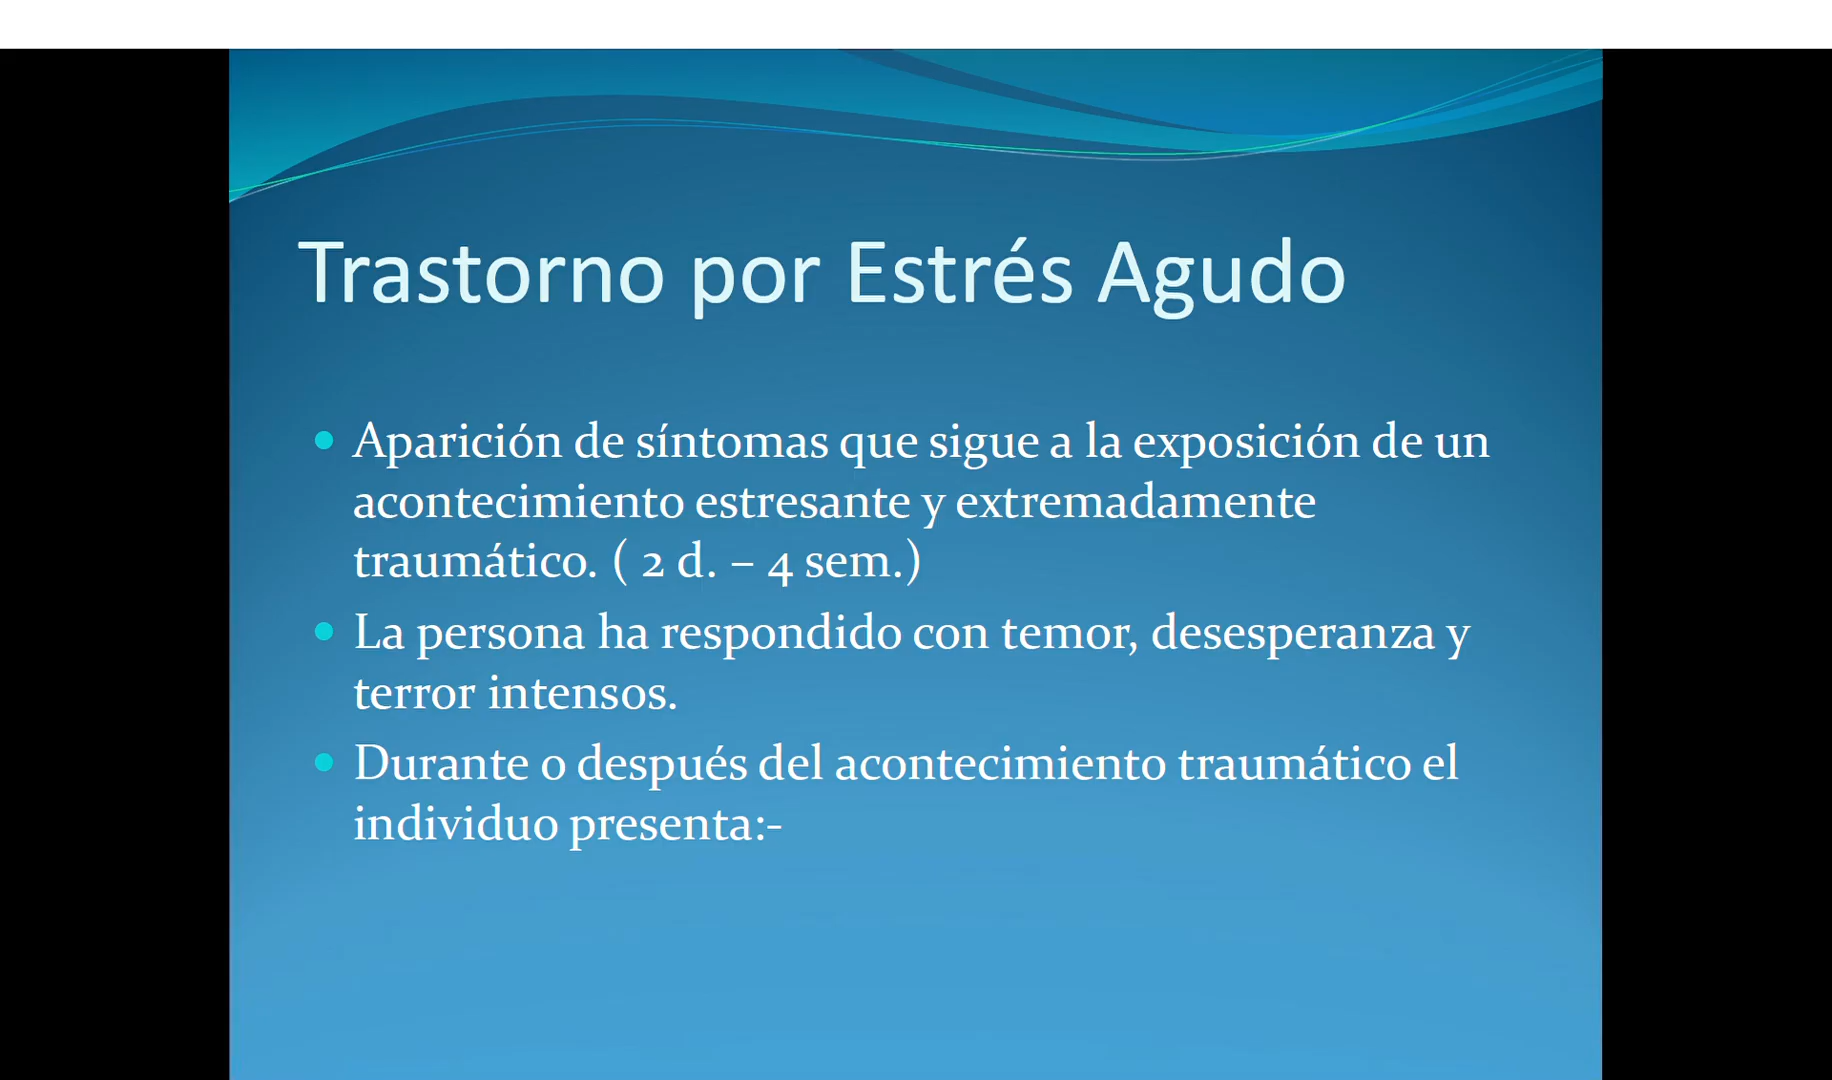 Trastorno por Estrés Agudo
• Aparición de síntomas que sigue a la exposición de un
acontecimiento estresante y extremadamente
traumático. ( 2 d. – 4 sem.)
• La persona ha respondido con temor, desesperanza y
terror intensos.
• Durante o después del acontecimiento traumático el
individuo presenta:-